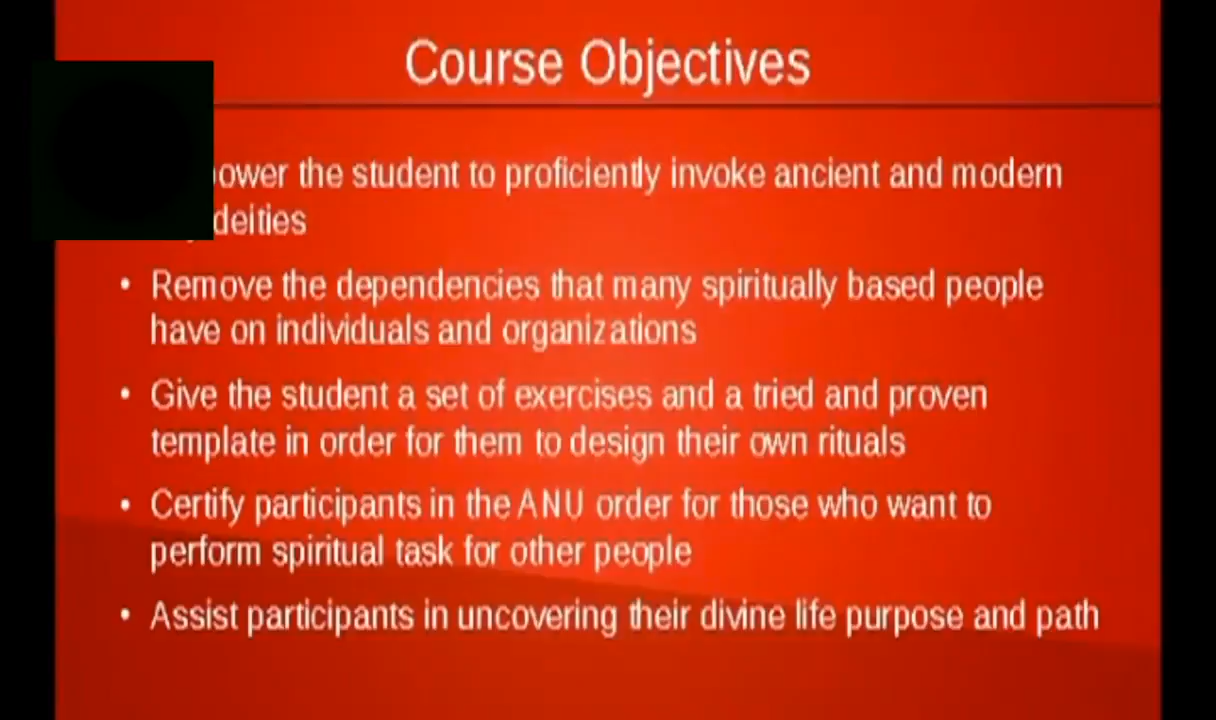 Course Objectives
the student to proficiently invoke ancient and modern
deities
• Remove the dependencies that many spiritually based people
have on individuals and organizations
• Give the student a set of exercises and a tried and proven
template in order for them to design their own rituals
• Certify participants in the ANU order for those who want to
perform spiritual task for other people
• Assist participants in uncovering their divine life purpose and path